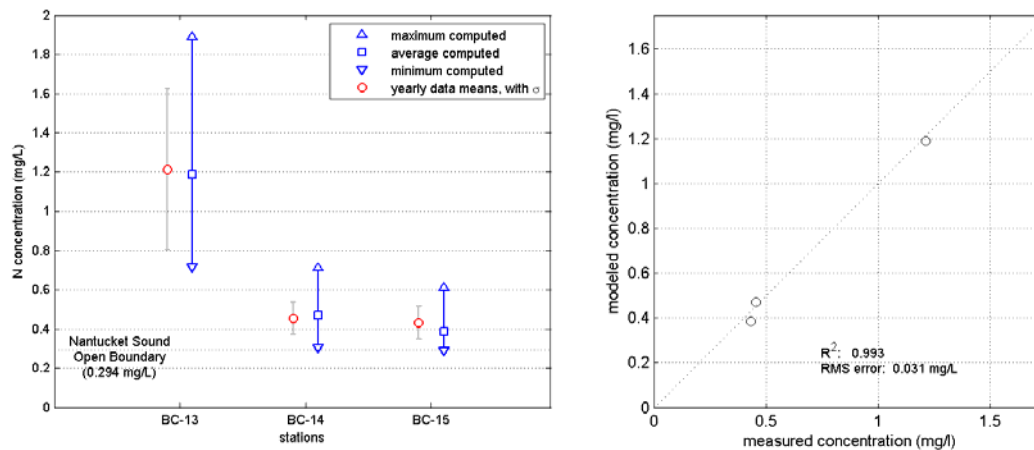 2
1.8
1.6
1.4
1.2
1
0.8
0.6
0.4
0.2
0
N concentration (mg/L)
maximum computed
average computed
minimum computed
yearly data means, with σ
Nantucket Sound
Open Boundary
(0.294 mg/L)
BC-13 BC-14 BC-15
stations
1.6
1.4
1.2
1
0.8
0.6
0.4
0.2
0
modeled concentration (mg/l)
R²: 0.993
RMS error: 0.031 mg/L
0 0.5 1 1.5
measured concentration (mg/l)